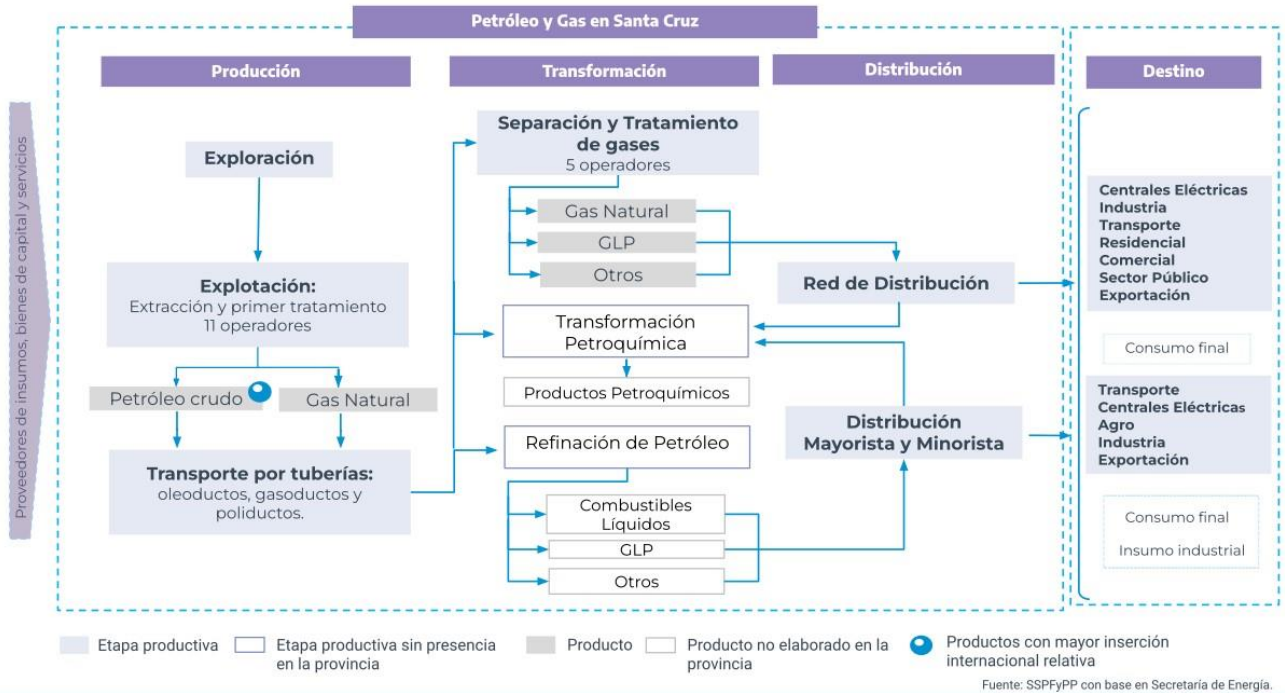 Petróleo y Gas en Santa Cruz
Producción
Transformación
Distribución
Destino
Proveedores de insumos, bienes de capital y servicios
Exploración
Explotación:
Extracción y primer tratamiento
11 operadores
Petróleo crudo
Gas Natural
Transporte por tuberías:
oleoductos, gasoductos y
poliductos.
Separación y Tratamiento
de gases
5 operadores
Gas Natural
GLP
Otros
Transformación
Petroquímica
Productos Petroquímicos
Refinación de Petróleo
Combustibles
Líquidos
GLP
Otros
Red de Distribución
Distribución
Mayorista y Minorista
Centrales Eléctricas
Industria
Transporte
Residencial
Comercial
Sector Público
Exportación
Consumo final
Transporte
Centrales Eléctricas
Agro
Industria
Exportación
Consumo final
Insumo industrial
Etapa productiva
Etapa productiva sin presencia
en la provincia
Producto
Producto no elaborado en la
provincia
Productos con mayor inserción
internacional relativa
Fuente: SSPFyPP con base en Secretaría de Energía.